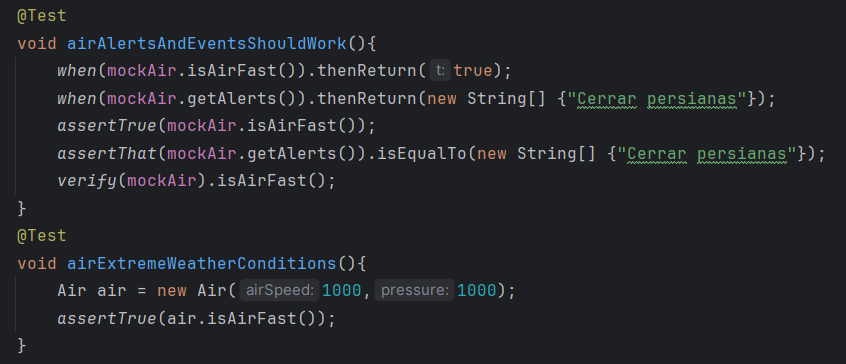 @Test
void airAlertsAndEventsShouldWork(){
when(mockAir.isAirFast()).thenReturn( t: true);
when(mockAir.getAlerts()).thenReturn(new String[] {"Cerrar persianas"});
assertTrue(mockAir.isAirFast());
assertThat(mockAir.getAlerts()).isEqualTo(new String[] {"Cerrar persianas"});
verify(mockAir).isAirFast();
}
@Test
void airExtremeWeatherConditions(){
Air air = new Air( airSpeed: 1000, pressure: 1000);
assertTrue(air.isAirFast());
}